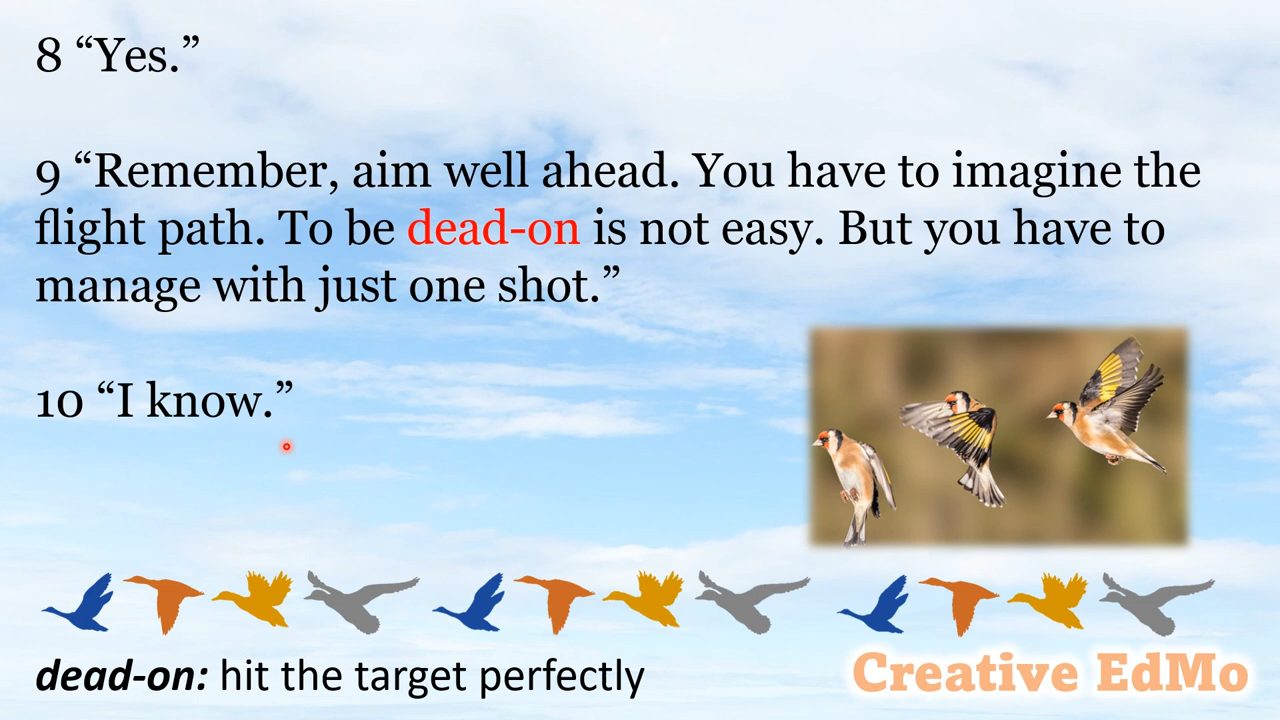 8 “Yes.”
9 “Remember, aim well ahead. You have to imagine the
flight path. To be dead-on is not easy. But you have to
manage with just one shot.”
10 “I know.”
dead-on: hit the target perfectly
Creative EdMo